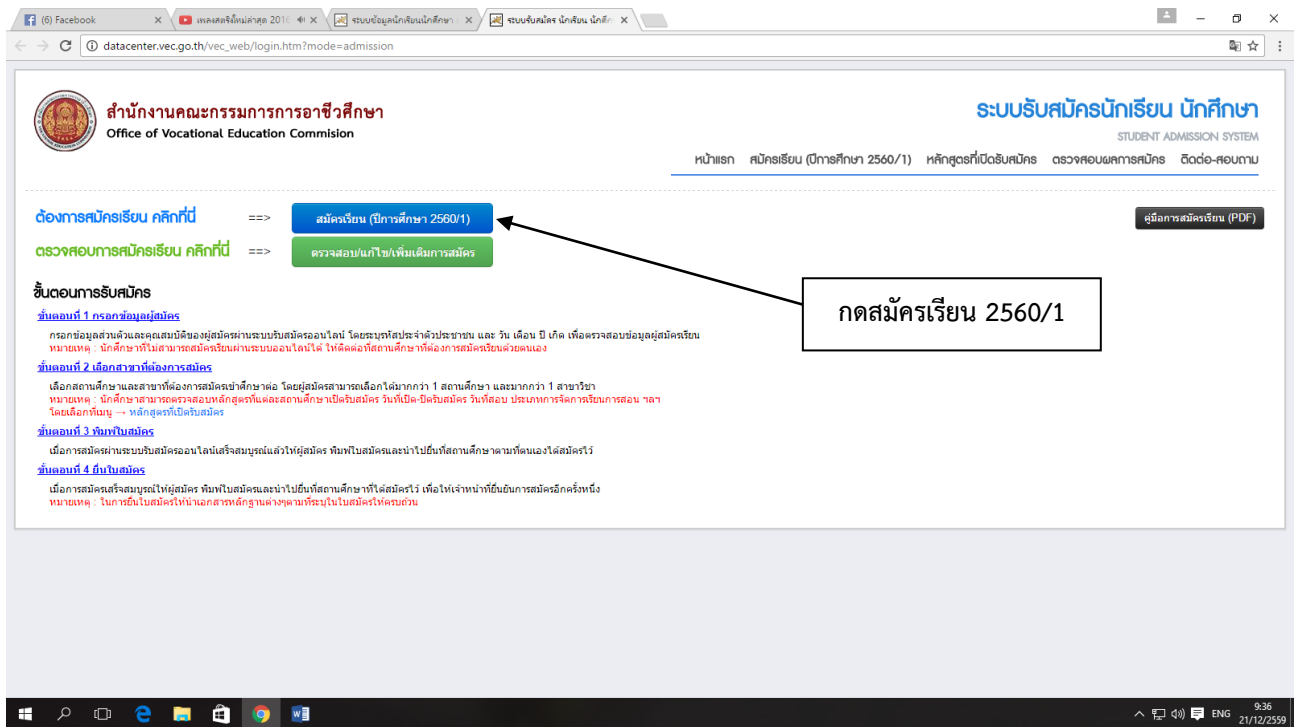 (6) Facebook
เพลงสตริงใหม่ล่าสุด 2016
ระบบข้อมูลนักเรียนนักศึกษา
ระบบรับสมัคร นักเรียน นักศึก
datacenter.vec.go.th/vec_web/login.htm?mode=admission
สำนักงานคณะกรรมการการอาชีวศึกษา
Office of Vocational Education Commision
ระบบรับสมัครนักเรียน นักศึกษา
STUDENT ADMISSION SYSTEM
หน้าแรก สมัครเรียน (ปีการศึกษา 2560/1) หลักสูตรที่เปิดรับสมัคร ตรวจสอบผลการสมัคร ติดต่อ-สอบถาม
ต้องการสมัครเรียน คลิกที่นี่ ==> สมัครเรียน (ปีการศึกษา 2560/1)
คู่มือการสมัครเรียน (PDF)
ตรวจสอบการสมัครเรียน คลิกที่นี่ ==> ตรวจสอบ/แก้ไข/เพิ่มเติมการสมัคร
กดสมัครเรียน 2560/1
ขั้นตอนการรับสมัคร
ขั้นตอนที่ 1 กรอกข้อมูลผู้สมัคร
กรอกข้อมูลส่วนตัวและคุณสมบัติของผู้สมัครผ่านระบบรับสมัครออนไลน์ โดยระบุรหัสประจำตัวประชาชน และ วัน เดือน ปี เกิด เพื่อตรวจสอบข้อมูลผู้สมัครเรียน
หมายเหตุ : นักศึกษาที่ไม่สามารถสมัครเรียนผ่านระบบออนไลน์ได้ ให้ติดต่อที่สถานศึกษาที่ต้องการสมัครเรียนด้วยตนเอง
ขั้นตอนที่ 2 เลือกสาขาที่ต้องการสมัคร
เลือกสถานศึกษาและสาขาที่ต้องการสมัครเข้าศึกษาต่อ โดยผู้สมัครสามารถเลือกได้มากกว่า 1 สถานศึกษา และมากกว่า 1 สาขาวิชา
หมายเหตุ : นักศึกษาสามารถตรวจสอบหลักสูตรที่แต่ละสถานศึกษาเปิดรับสมัคร วันที่เปิด-ปิดรับสมัคร วันที่สอบ ประเภทการจัดการเรียนการสอน ฯลฯ
โดยเลือกที่เมนู → หลักสูตรที่เปิดรับสมัคร
ขั้นตอนที่ 3 พิมพ์ใบสมัคร
เมื่อการสมัครผ่านระบบรับสมัครออนไลน์เสร็จสมบูรณ์แล้วให้ผู้สมัคร พิมพ์ใบสมัครและนำไปยื่นที่สถานศึกษาตามที่ตนเองได้สมัครไว้
ขั้นตอนที่ 4 ยื่นใบสมัคร
เมื่อการสมัครเสร็จสมบูรณ์ให้ผู้สมัคร พิมพ์ใบสมัครและนำไปยื่นที่สถานศึกษาที่ได้สมัครไว้ เพื่อให้เจ้าหน้าที่ยืนยันการสมัครอีกครั้งหนึ่ง
หมายเหตุ : ในการยื่นใบสมัครให้นำเอกสารหลักฐานต่างๆตามที่ระบุในใบสมัครให้ครบถ้วน
ENG
9:36
21/12/2559